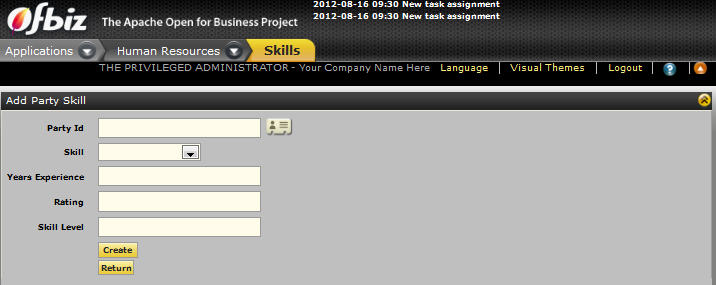 2012-08-16 09:30 New task assignment
2012-08-16 09:30 New task assignment
Ofbiz The Apache Open for Business Project
Applications Human Resources Skills
THE PRIVILEGED ADMINISTRATOR - Your Company Name Here Language Visual Themes Logout ?
Add Party Skill
Party Id
Skill
Years Experience
Rating
Skill Level
Create
Return